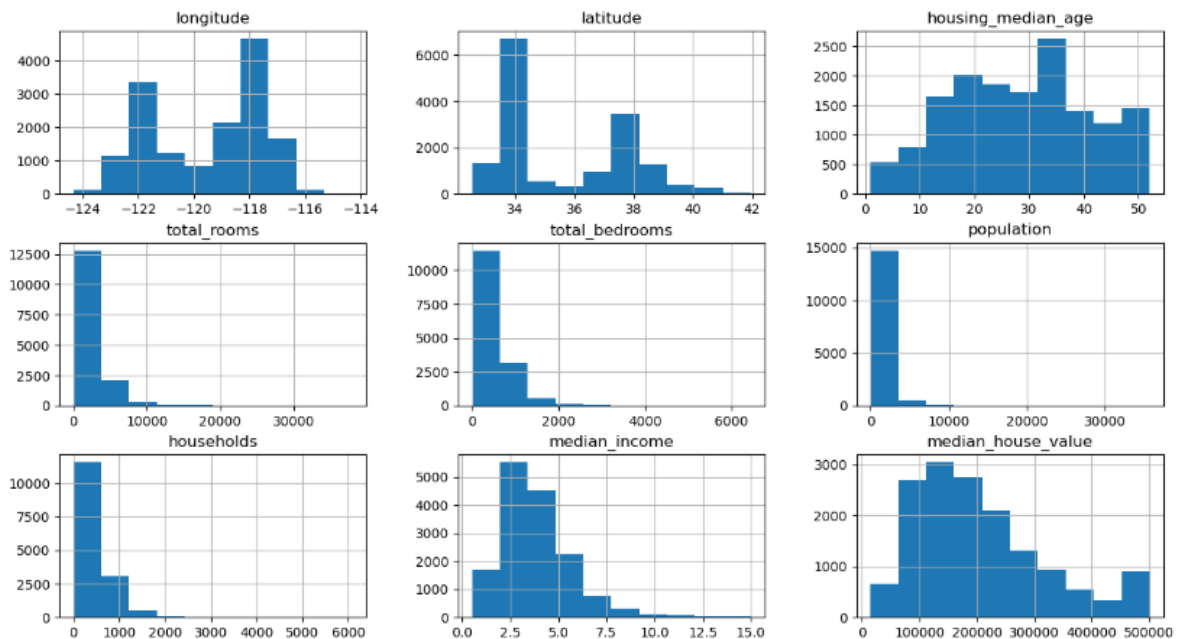 longitude
4000
3000
2000
1000
0
−124 −122 −120 −118 −116 −114
latitude
6000
4000
2000
0
34 36 38 40 42
housing_median_age
2500
2000
1500
1000
500
0
0 10 20 30 40 50
total_rooms
12500
10000
7500
5000
2500
0
0 10000 20000 30000
total_bedrooms
10000
7500
5000
2500
0
0 2000 4000 6000
population
15000
10000
5000
0
0 10000 20000 30000
households
10000
7500
5000
2500
0
0 1000 2000 3000 4000 5000 6000
median_income
5000
4000
3000
2000
1000
0
0.0 2.5 5.0 7.5 10.0 12.5 15.0
median_house_value
3000
2000
1000
0
0 100000 200000 300000 400000 500000